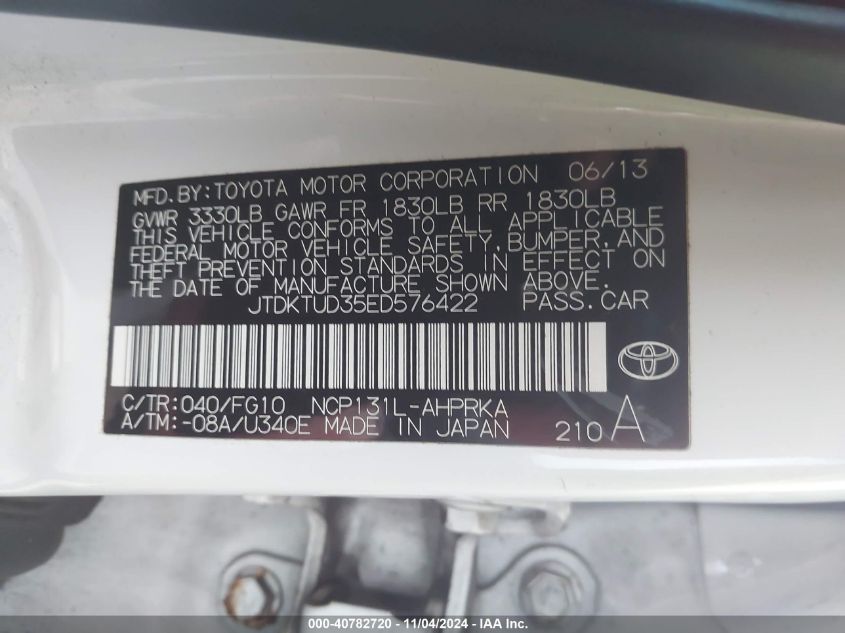 MFD. BY: TOYOTA MOTOR CORPORATION 06/13
GVWR 3330LB GAWR FR 1830LB RR 1830LB
THIS VEHICLE CONFORMS TO ALL APPLICABLE
FEDERAL MOTOR VEHICLE SAFETY, BUMPER, AND
THEFT PREVENTION STANDARDS IN EFFECT ON
THE DATE OF MANUFACTURE SHOWN ABOVE.
JTDKTUD35ED576422 PASS.CAR
C/TR:040/FG10 NCP131L-AHPRKA
A/TM:-08A/U340E MADE IN JAPAN 210 A
000-40782720 - 11/04/2024 - IAA Inc.